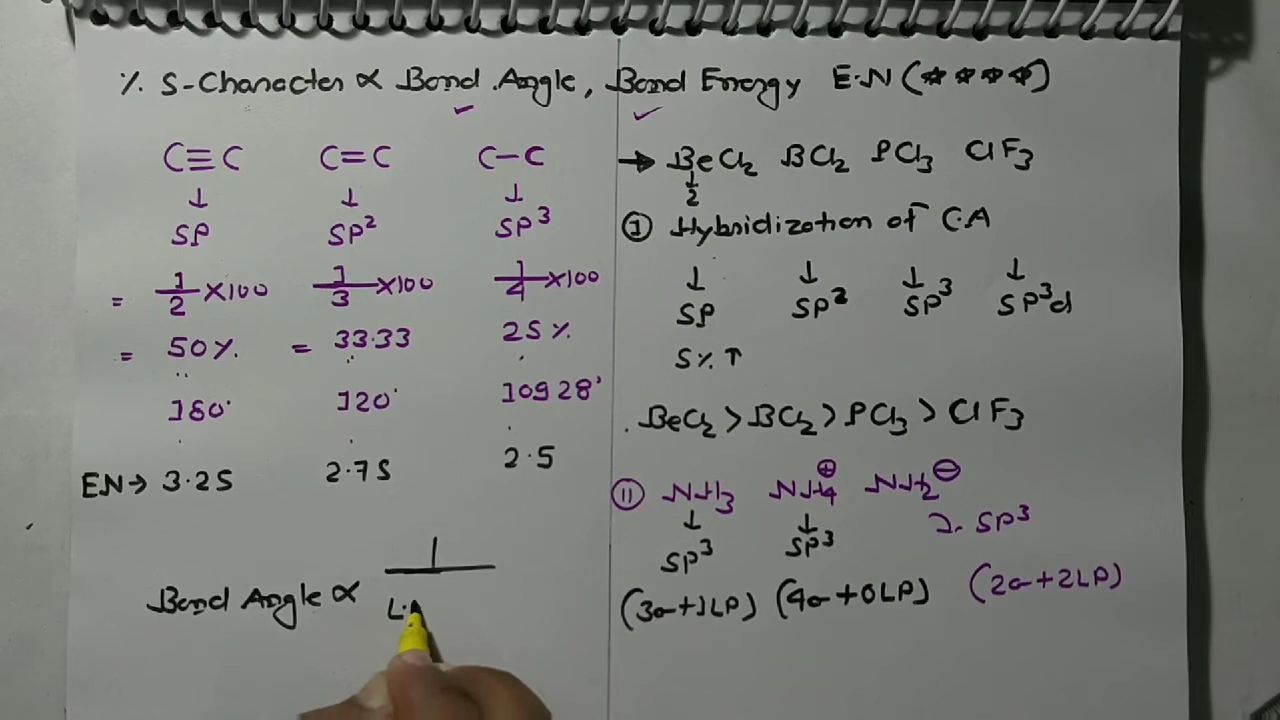 % S-Character ∝ Bond Angle, Bond Energy E.N (****)
C≡C C=C C-C
↓ ↓ ↓
SP SP² SP³
= 1/2 ×100 1/3 ×100 1/4 ×100
= 50%. = 33.33 25%.
180° 120° 109 28'
EN→ 3.25 2.75 2.5
Bond Angle ∝ 1/L.P
→ BeCl₂ BCl₂ PCl₃ ClF₃
↓
2
① Hybridization of C.A
↓ ↓ ↓ ↓
SP SP² SP³ SP³d
S%↑
BeCl₂ > BCl₂ > PCl₃ > ClF₃
② NH₃ NH₄⊕ NH₂⊖
↓ ↓ SP³
SP³ SP³
(3σ+1LP) (4σ+0LP) (2σ+2LP)